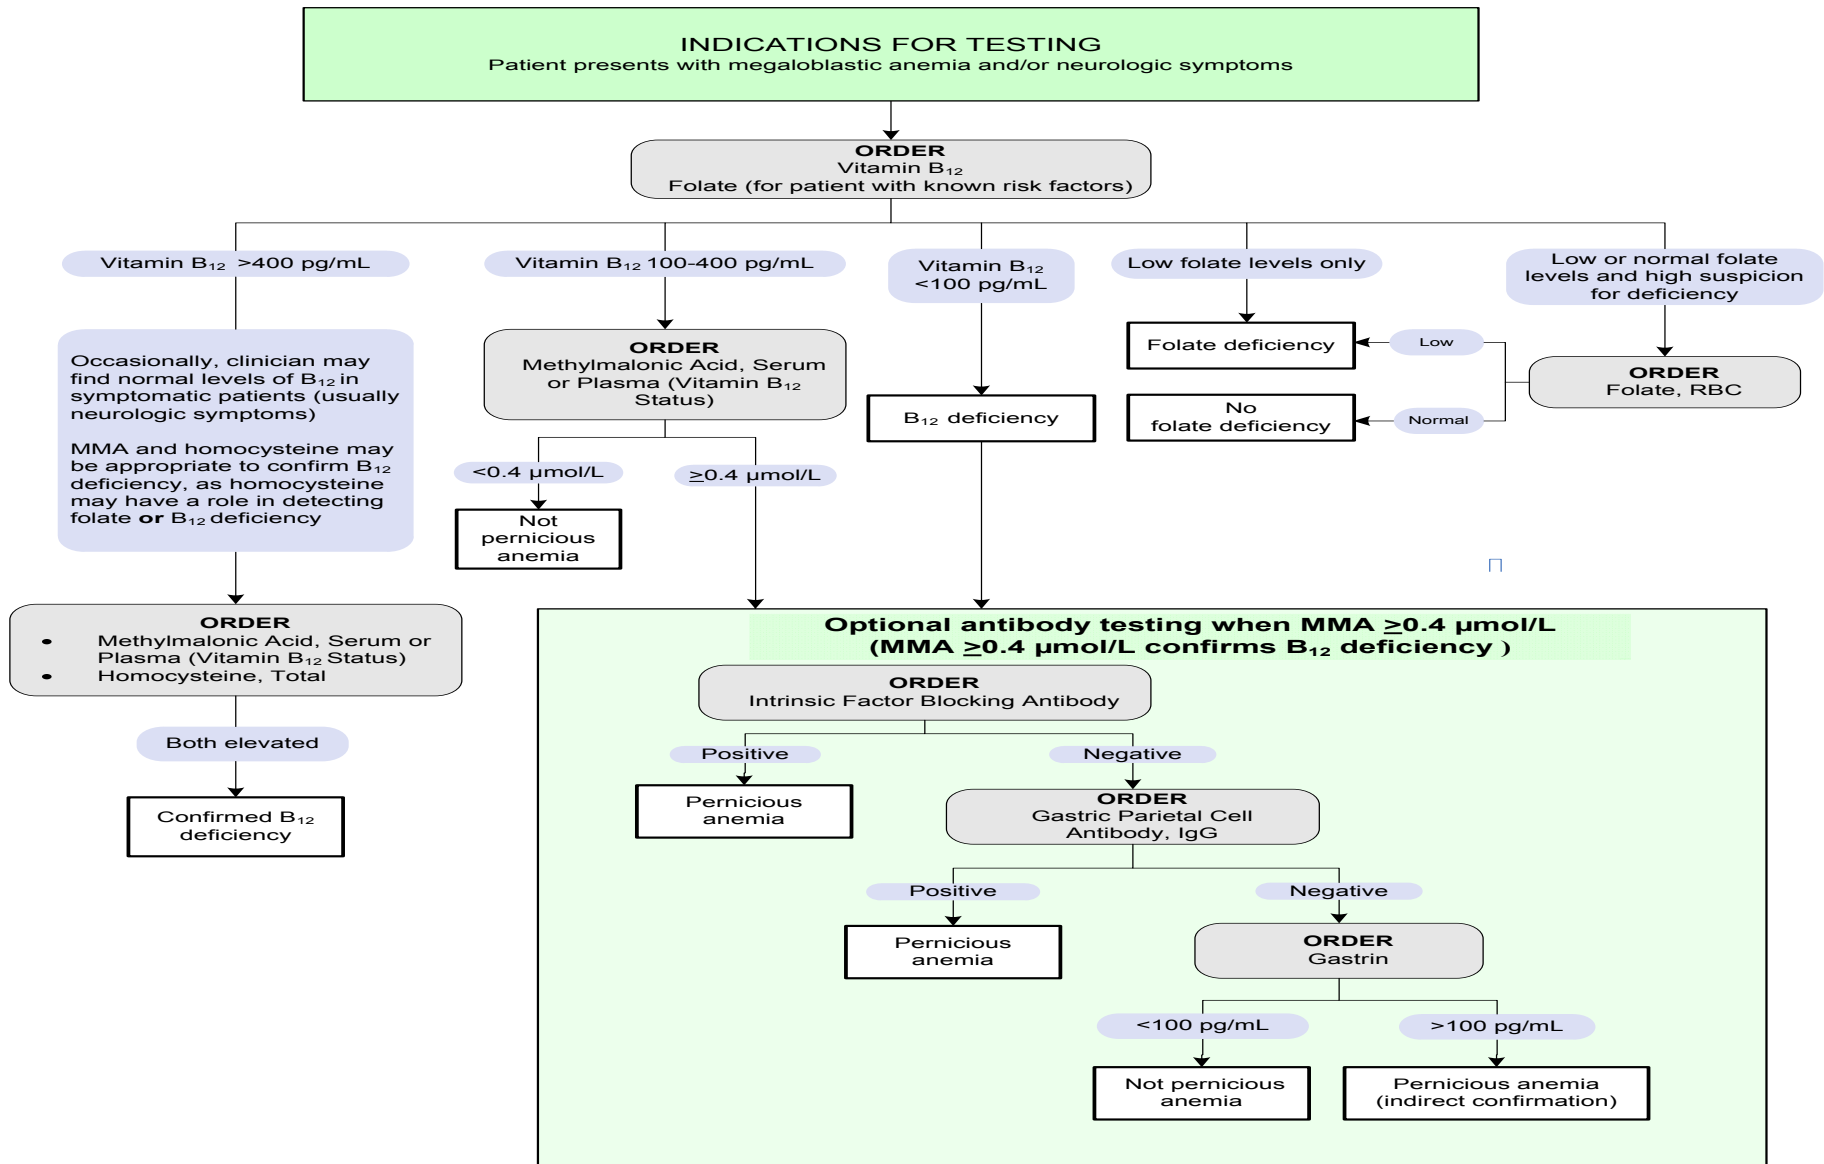 INDICATIONS FOR TESTING
Patient presents with megaloblastic anemia and/or neurologic symptoms
ORDER
Vitamin B12
Folate (for patient with known risk factors)
Vitamin B12 >400 pg/mL
Vitamin B12 100-400 pg/mL
Vitamin B12
<100 pg/mL
Low folate levels only
Low or normal folate
levels and high suspicion
for deficiency
Occasionally, clinician may
find normal levels of B12 in
symptomatic patients (usually
neurologic symptoms)
MMA and homocysteine may
be appropriate to confirm B12
deficiency, as homocysteine
may have a role in detecting
folate or B12 deficiency
ORDER
Methylmalonic Acid, Serum
or Plasma (Vitamin B12
Status)
B12 deficiency
Folate deficiency
Low
ORDER
Folate, RBC
No
folate deficiency
Normal
<0.4 µmol/L
≥0.4 µmol/L
Not
pernicious
anemia
ORDER
• Methylmalonic Acid, Serum or
Plasma (Vitamin B12 Status)
• Homocysteine, Total
Both elevated
Confirmed B12
deficiency
Optional antibody testing when MMA ≥0.4 µmol/L
(MMA ≥0.4 µmol/L confirms B12 deficiency )
ORDER
Intrinsic Factor Blocking Antibody
Positive
Negative
Pernicious
anemia
ORDER
Gastric Parietal Cell
Antibody, IgG
Positive
Negative
Pernicious
anemia
ORDER
Gastrin
<100 pg/mL
>100 pg/mL
Not pernicious
anemia
Pernicious anemia
(indirect confirmation)